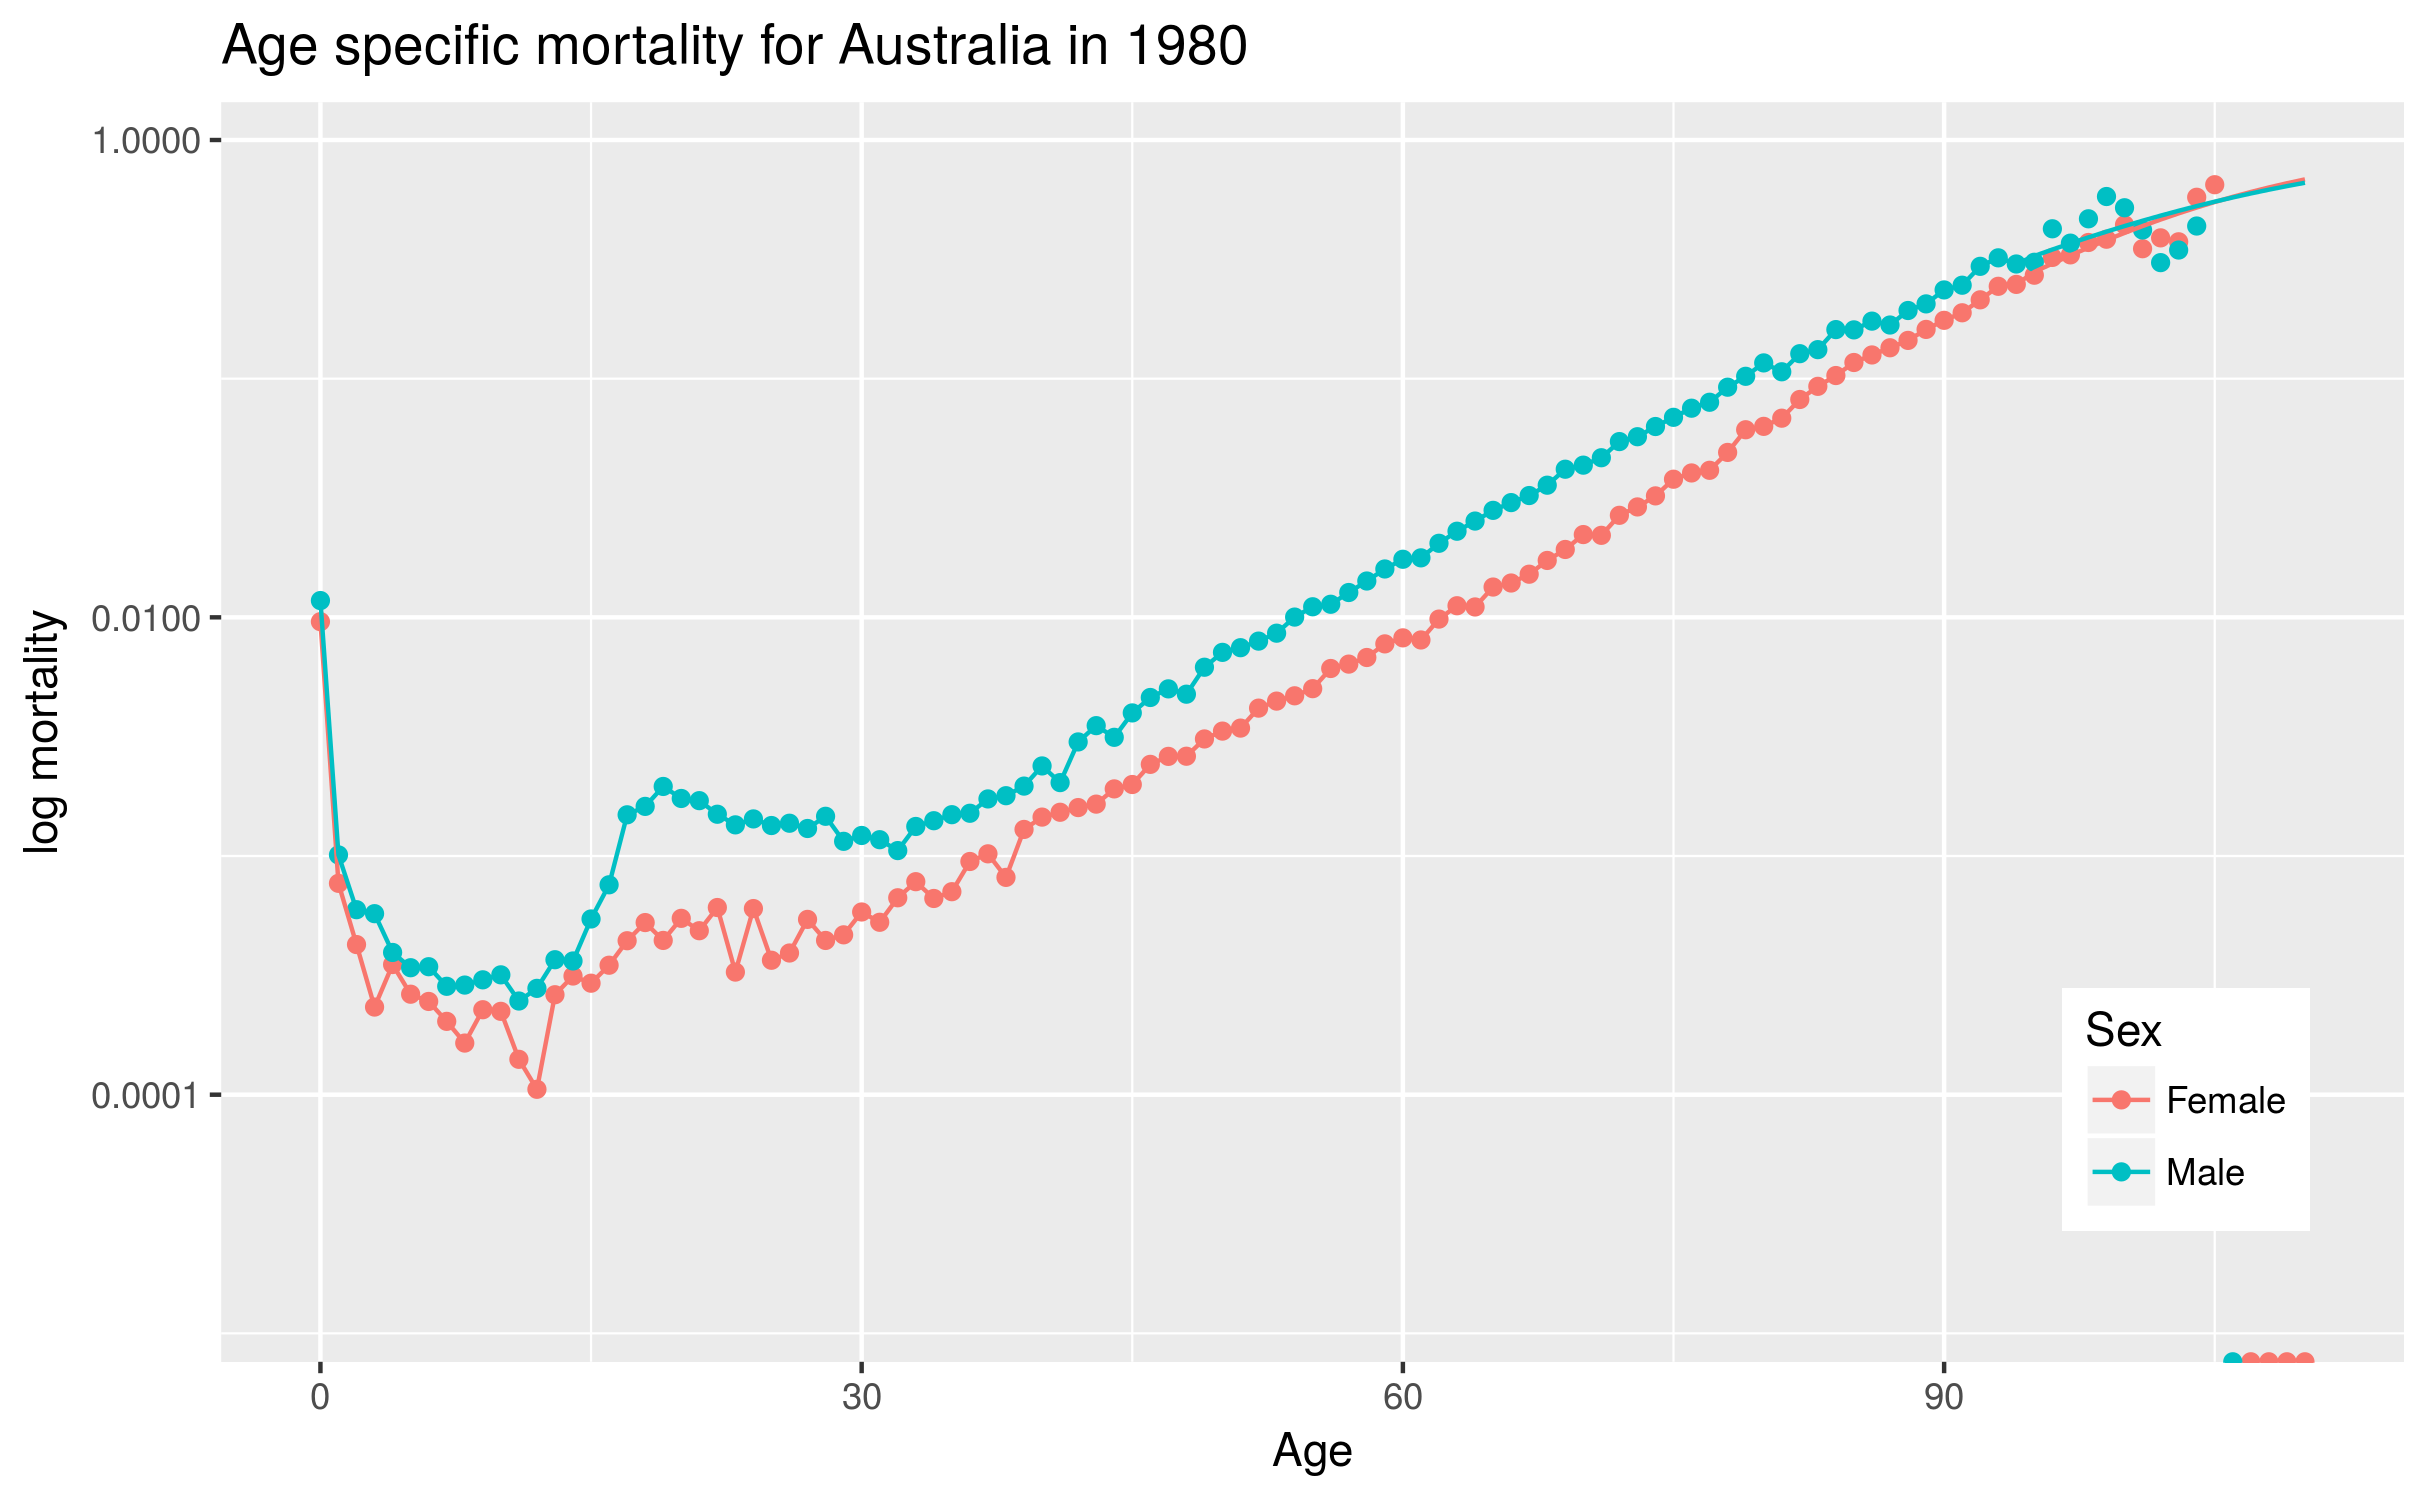 Age specific mortality for Australia in 1980
1.0000
0.0100
0.0001
log mortality
0
30
60
90
Age
Sex
Female
Male